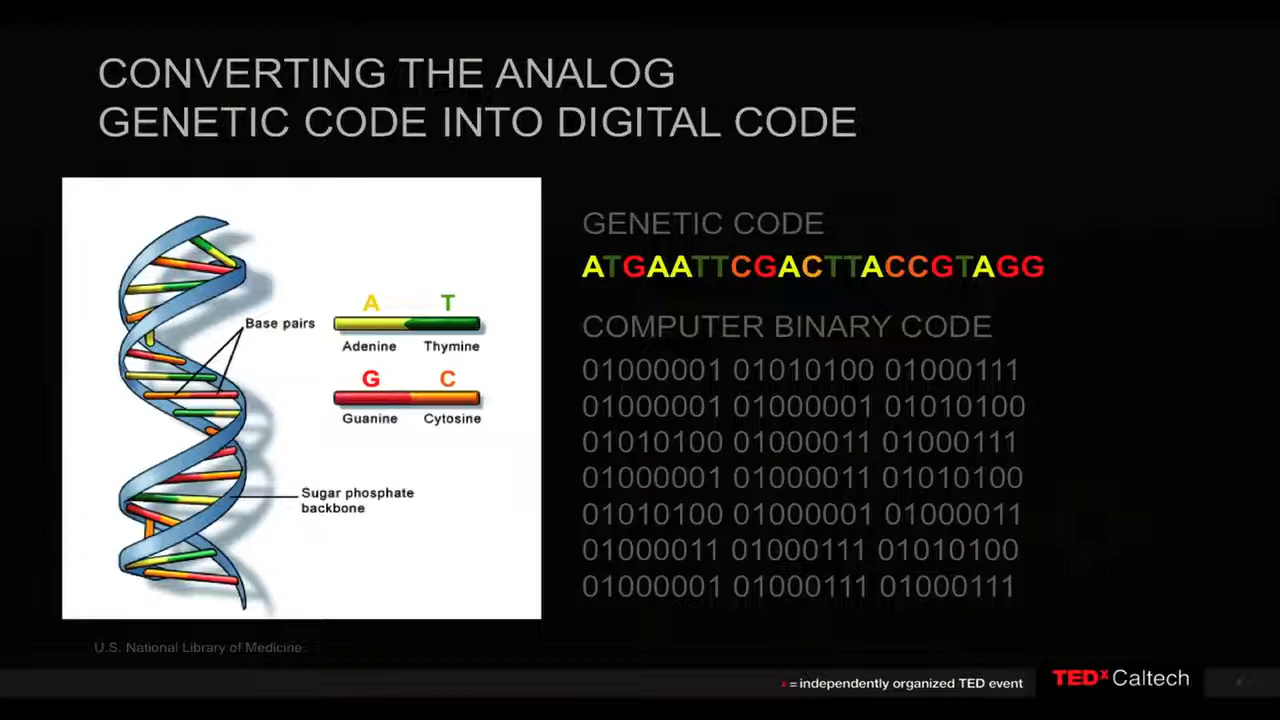 CONVERTING THE ANALOG
GENETIC CODE INTO DIGITAL CODE
A T
Base pairs
Adenine Thymine
G C
Guanine Cytosine
Sugar phosphate
backbone
GENETIC CODE
ATGAATTCGACTTACCGTAGG
COMPUTER BINARY CODE
01000001 01010100 01000111
01000001 01000001 01010100
01010100 01000011 01000111
01000001 01000011 01010100
01010100 01000001 01000011
01000011 01000111 01010100
01000001 01000111 01000111
U.S. National Library of Medicine
x = independently organized TED event
TEDx Caltech